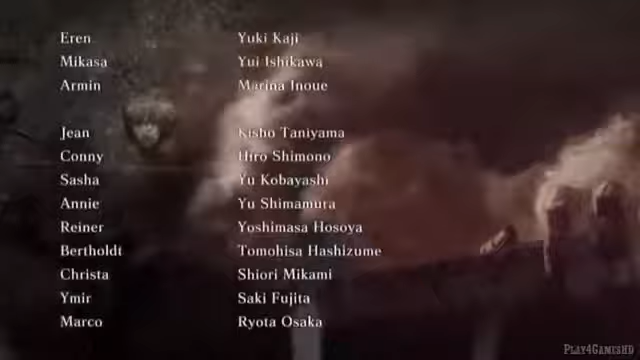 Eren Yuki Kaji
Mikasa Yui Ishikawa
Armin Marina Inoue
Jean Kisho Taniyama
Conny Hiro Shimono
Sasha Yu Kobayashi
Annie Yu Shimamura
Reiner Yoshimasa Hosoya
Bertholdt Tomohisa Hashizume
Christa Shiori Mikami
Ymir Saki Fujita
Marco Ryota Osaka
Play4GamesHD